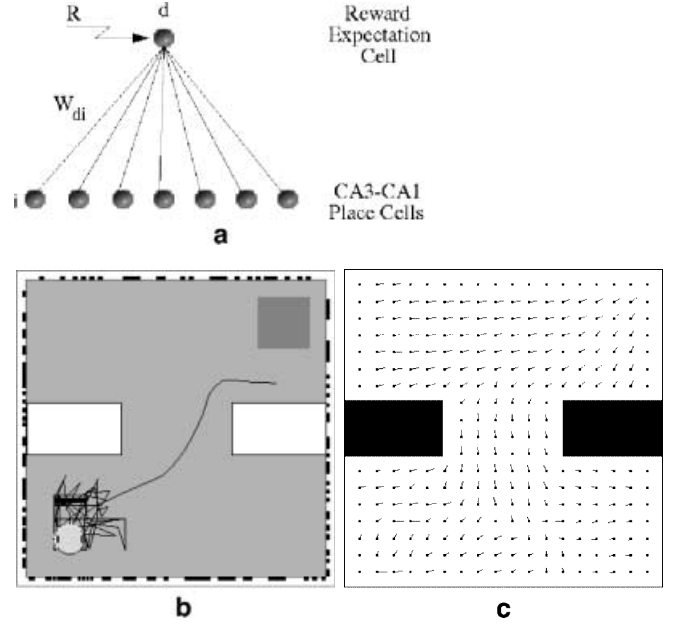 R
d
Reward
Expectation
Cell
W di
i
CA3-CA1
Place Cells
a
b
c